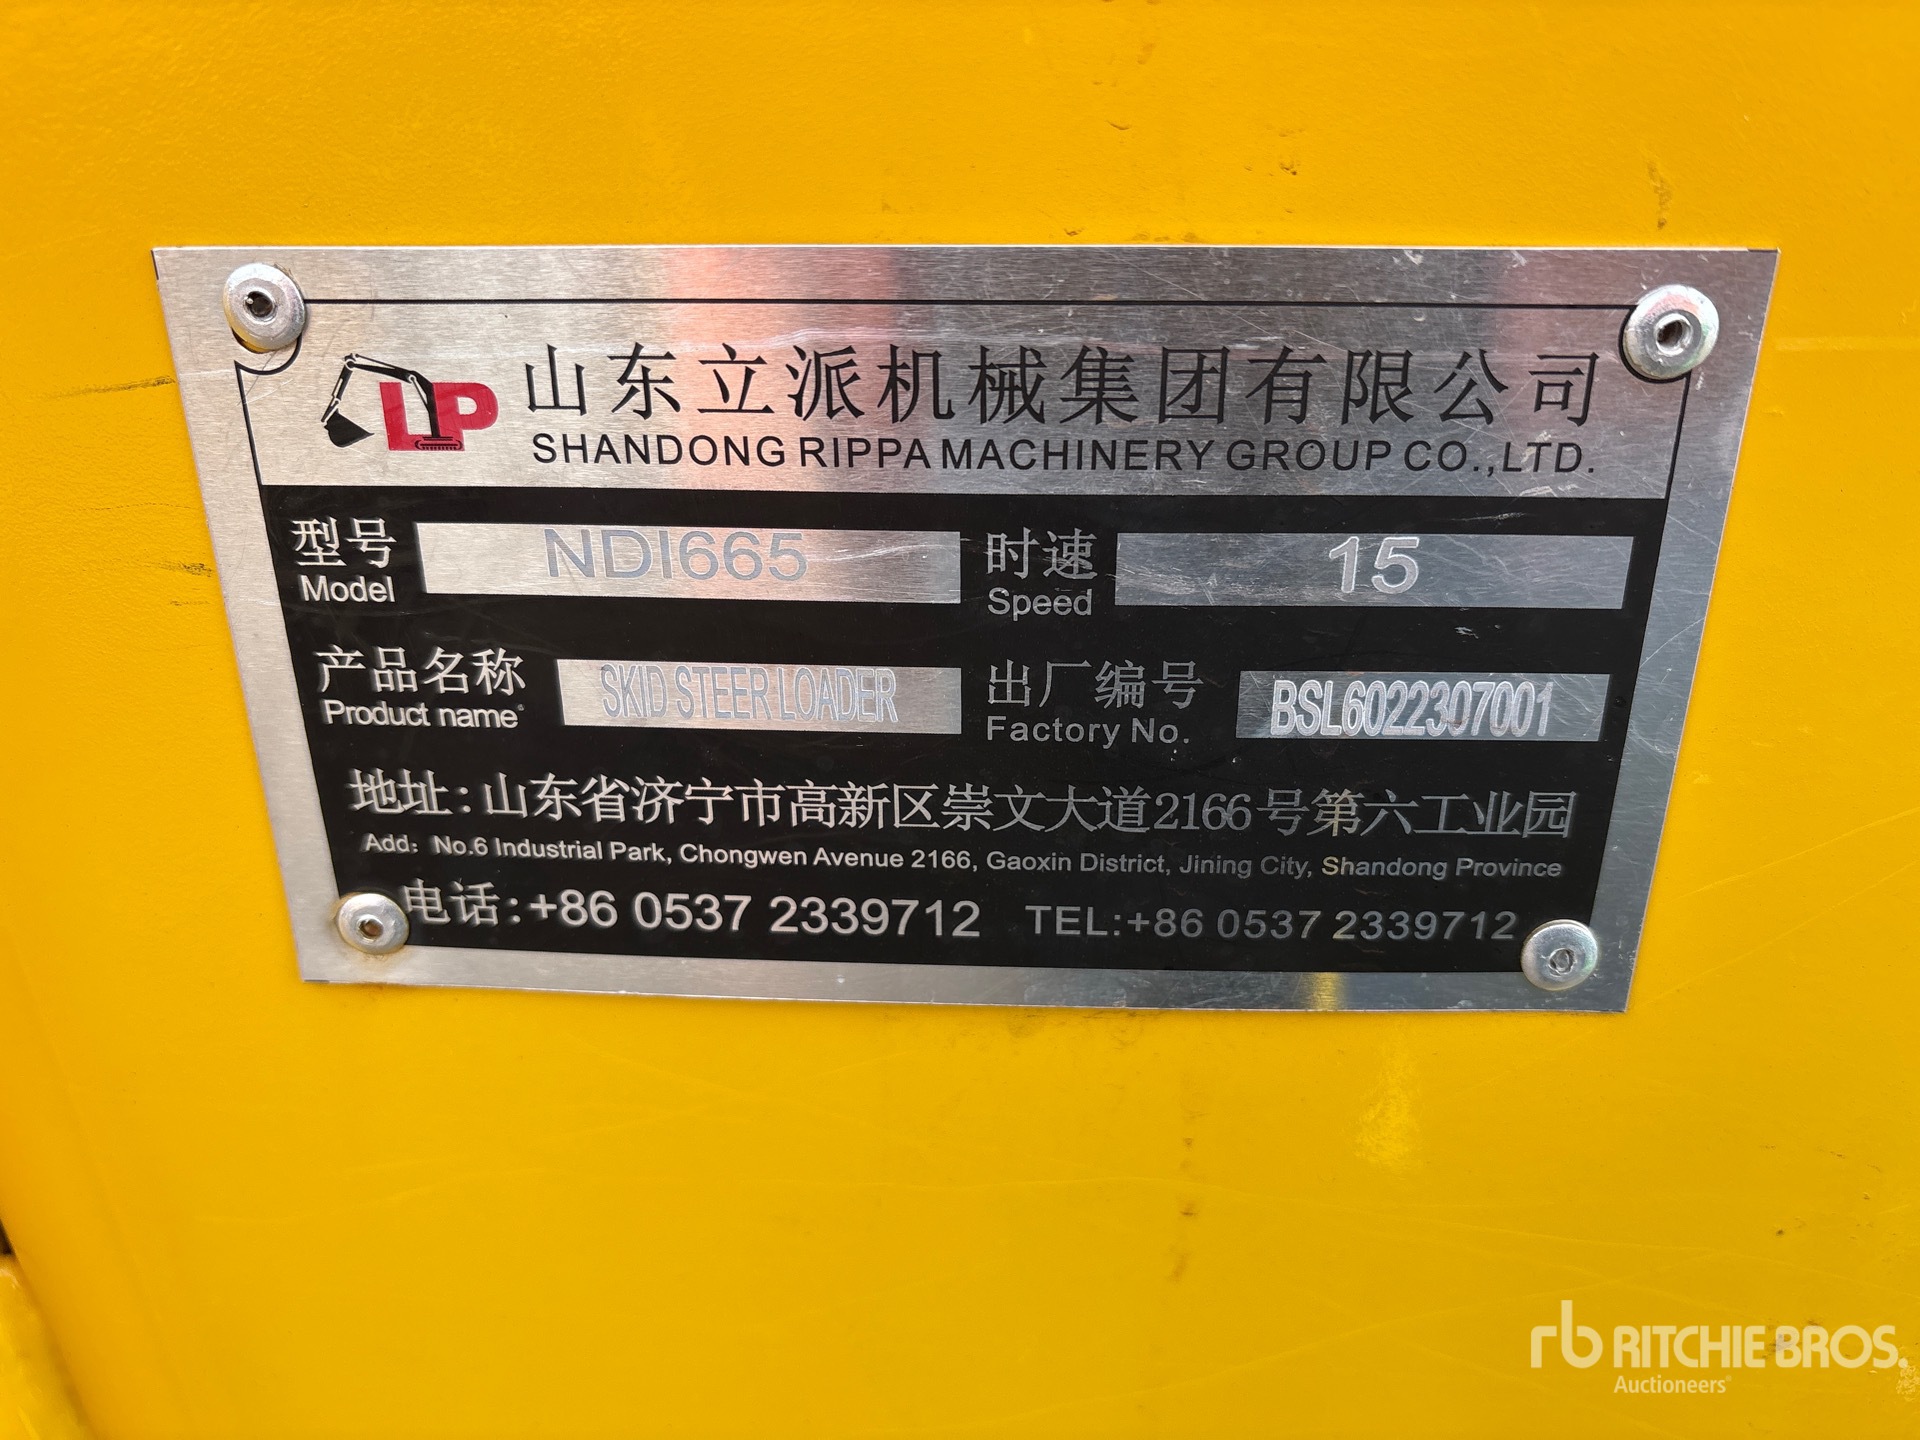 LP 山东立派机械集团有限公司
SHANDONG RIPPA MACHINERY GROUP CO.,LTD.
型号 NDI665 时速 15
Model Speed
产品名称 SKID STEER LOADER 出厂编号 BSL6022307001
Product name Factory No.
地址:山东省济宁市高新区崇文大道2166号第六工业园
Add: No.6 Industrial Park, Chongwen Avenue 2166, Gaoxin District, Jining City, Shandong Province
电话:+86 0537 2339712 TEL:+86 0537 2339712
rb RITCHIE BROS.
Auctioneers